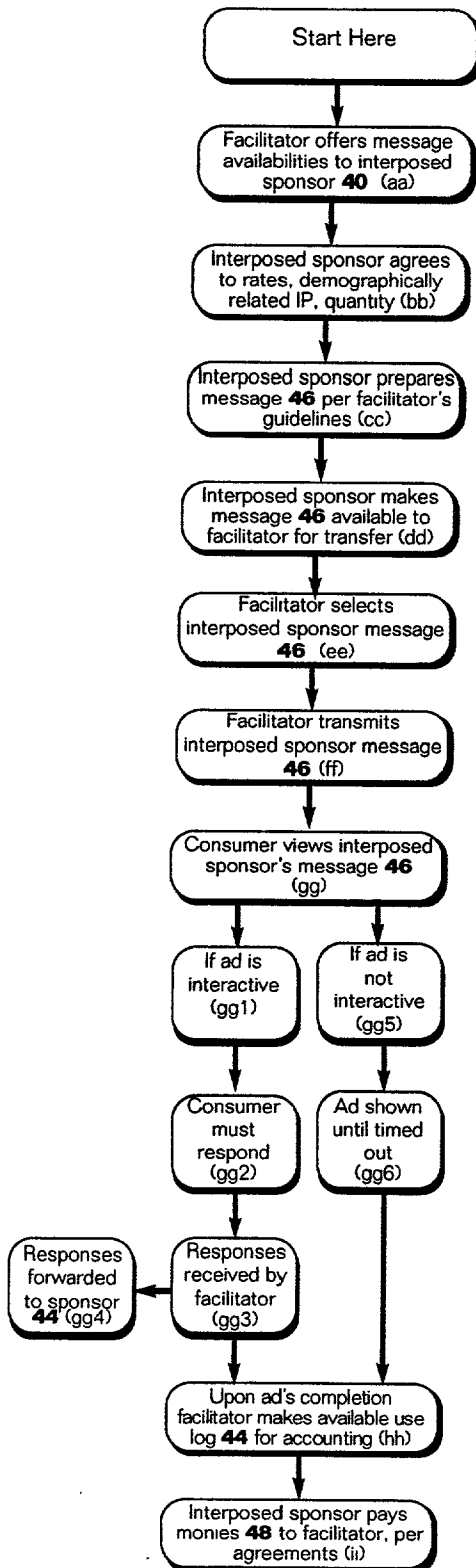 Start Here
Facilitator offers message
availabilities to interposed
sponsor 40 (aa)
Interposed sponsor agrees
to rates, demographically
related IP, quantity (bb)
Interposed sponsor prepares
message 46 per facilitator's
guidelines (cc)
Interposed sponsor makes
message 46 available to
facilitator for transfer (dd)
Facilitator selects
interposed sponsor message
46 (ee)
Facilitator transmits
interposed sponsor message
46 (ff)
Consumer views interposed
sponsor's message 46
(gg)
If ad is
interactive
(gg1)
If ad is
not
interactive
(gg5)
Consumer
must
respond
(gg2)
Ad shown
until timed
out
(gg6)
Responses
forwarded
to sponsor
44 (gg4)
Responses
received by
facilitator
(gg3)
Upon ad's completion
facilitator makes available use
log 44 for accounting (hh)
Interposed sponsor pays
monies 48 to facilitator, per
agreements (ii)